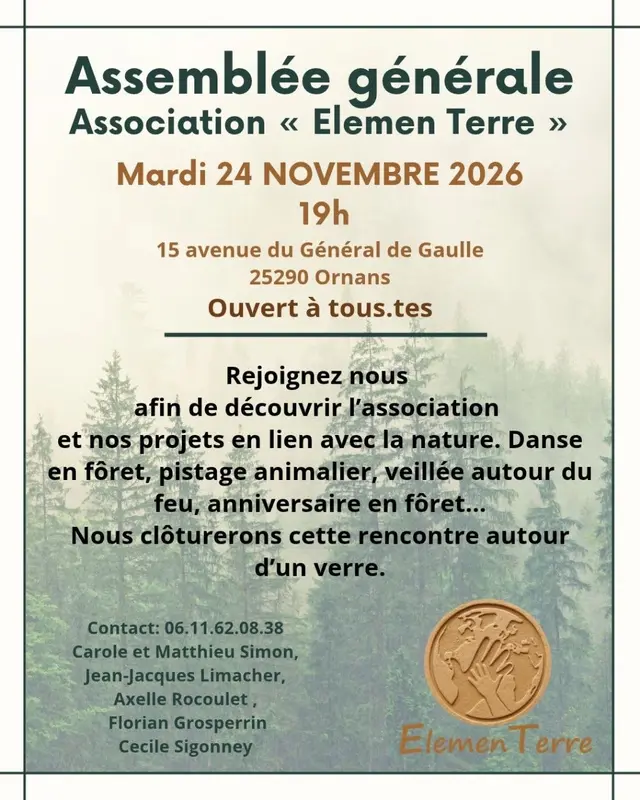 Assemblée générale
Association « Elemen Terre »
Mardi 24 NOVEMBRE 2026
19h
15 avenue du Général de Gaulle
25290 Ornans
Ouvert à tous.tes
Rejoignez nous
afin de découvrir l’association
et nos projets en lien avec la nature. Danse
en fôret, pistage animalier, veillée autour du
feu, anniversaire en fôret...
Nous clôturerons cette rencontre autour
d’un verre.
Contact: 06.11.62.08.38
Carole et Matthieu Simon,
Jean-Jacques Limacher,
Axelle Rocoulet ,
Florian Grosperrin
Cecile Sigonney
Elemen Terre